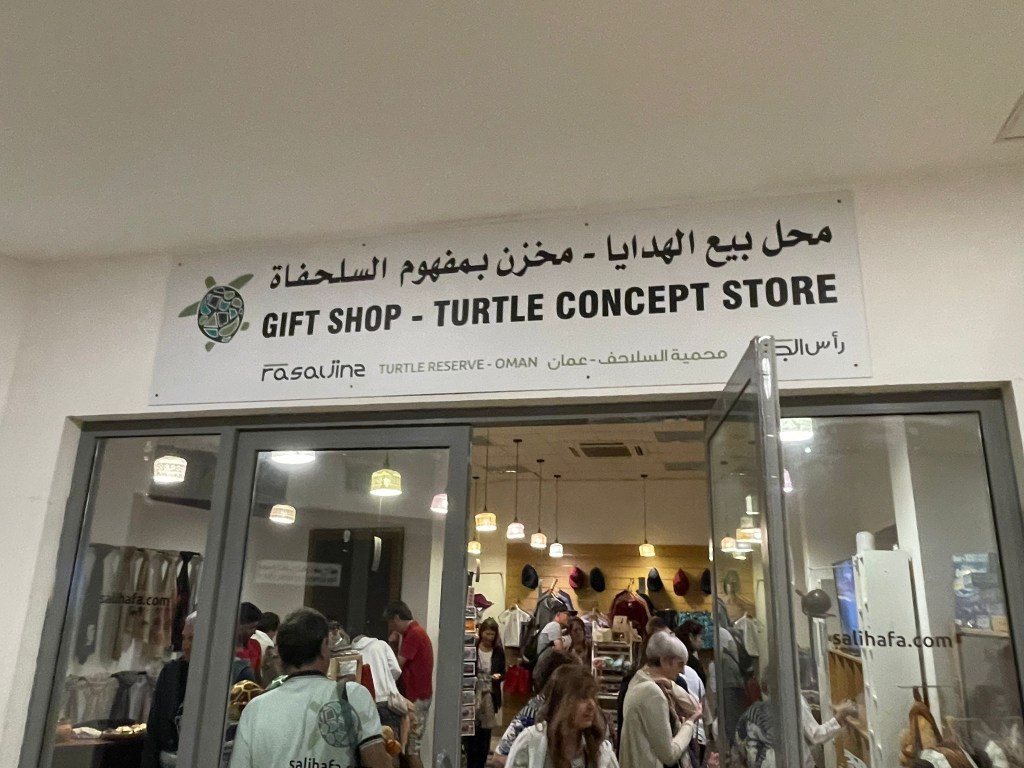 محل بيع الهدايا - مخزن بمفهوم السلحفاة
GIFT SHOP - TURTLE CONCEPT STORE
rasaljinz TURTLE RESERVE - OMAN محمية السلاحف - عمان رأس
salihafa.com
salihafa.com